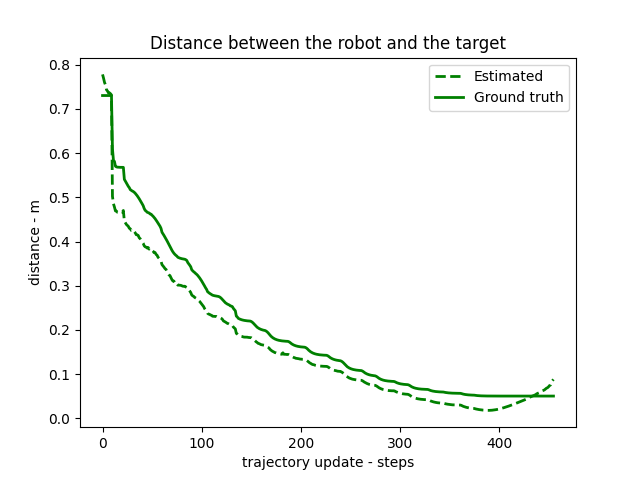 Distance between the robot and the target
Estimated
Ground truth
0.8
0.7
0.6
0.5
0.4
0.3
0.2
0.1
0.0
distance - m
0 100 200 300 400
trajectory update - steps